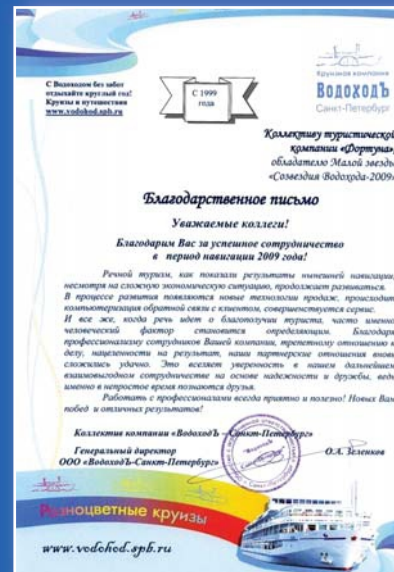 Круизная компания
ВодоходЪ
Санкт-Петербург
С Водоходом без забот
отдыхайте круглый год!
Круизы и путешествия
www.vodohod.spb.ru
С 1999
года
Коллективу туристической
компании «Фортуна»,
обладателю Малой звезды
«Созвездия Водохода-2009»
Благодарственное письмо
Уважаемые коллеги!
Благодарим Вас за успешное сотрудничество
в период навигации 2009 года!
Речной туризм, как показали результаты нынешней навигации,
несмотря на сложную экономическую ситуацию, продолжает развиваться.
В процессе развития появляются новые технологии продаж, происходит
компьютеризация обратной связи с клиентом, совершенствуется сервис.
И все же, когда речь идет о благополучии туриста, часто именно
человеческий фактор становится определяющим. Благодаря
профессионализму сотрудников Вашей компании, трепетному отношению к
делу, нацеленности на результат, наши партнерские отношения вновь
сложились удачно. Это вселяет уверенность в нашем дальнейшем
взаимовыгодном сотрудничестве на основе надежности и дружбы, ведь
именно в непростое время познаются друзья.
Работать с профессионалами всегда приятно и полезно! Новых Вам
побед и отличных результатов!
Коллектив компании «ВодоходЪ – Санкт-Петербург»
Генеральный директор
ООО «ВодоходЪ-Санкт-Петербург»
О.А. Зеленков
Разноцветные круизы
www.vodohod.spb.ru